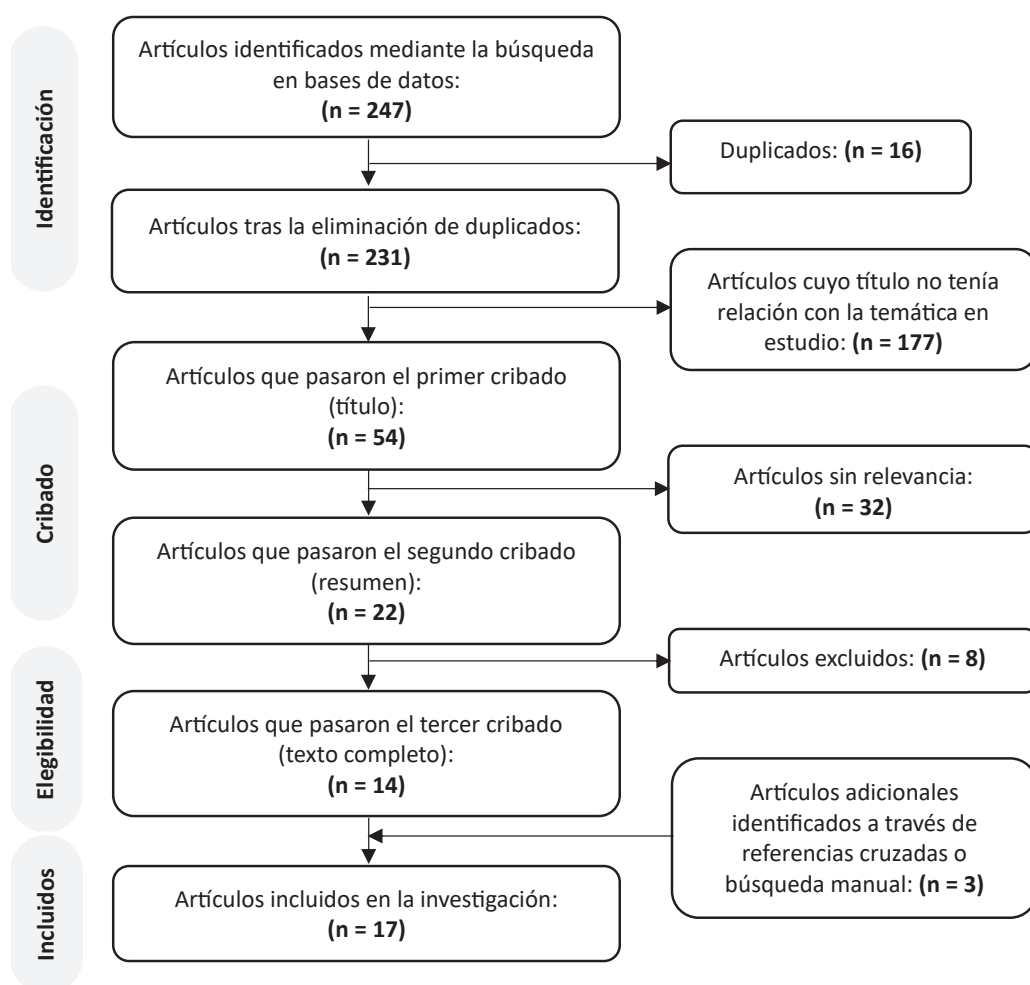 Identificación
Artículos identificados mediante la búsqueda
en bases de datos:
(n = 247)
Duplicados: (n = 16)
Artículos tras la eliminación de duplicados:
(n = 231)
Artículos cuyo título no tenía
relación con la temática en
estudio: (n = 177)
Cribado
Artículos que pasaron el primer cribado
(título):
(n = 54)
Artículos sin relevancia:
(n = 32)
Artículos que pasaron el segundo cribado
(resumen):
(n = 22)
Elegibilidad
Artículos excluidos: (n = 8)
Artículos que pasaron el tercer cribado
(texto completo):
(n = 14)
Artículos adicionales
identificados a través de
referencias cruzadas o
búsqueda manual: (n = 3)
Incluidos
Artículos incluidos en la investigación:
(n = 17)